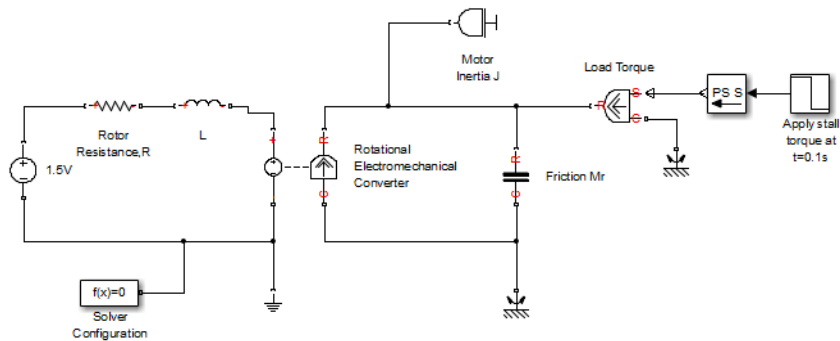 Motor
Inertia J
Load Torque
S
PS S
R
C
Apply stall
torque at
t=0.1s
+
Rotor
Resistance,R
+
L
+
1.5V
R
C
Rotational
Electromechanical
Converter
R
C
Friction Mr
f(x)=0
Solver
Configuration